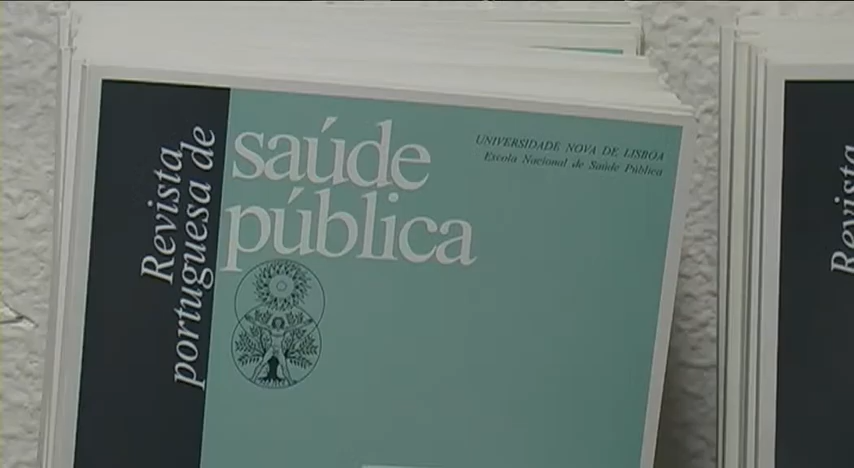 Revista
portuguesa de
saúde
pública
UNIVERSIDADE NOVA DE LISBOA
Escola Nacional de Saúde Pública
Revista